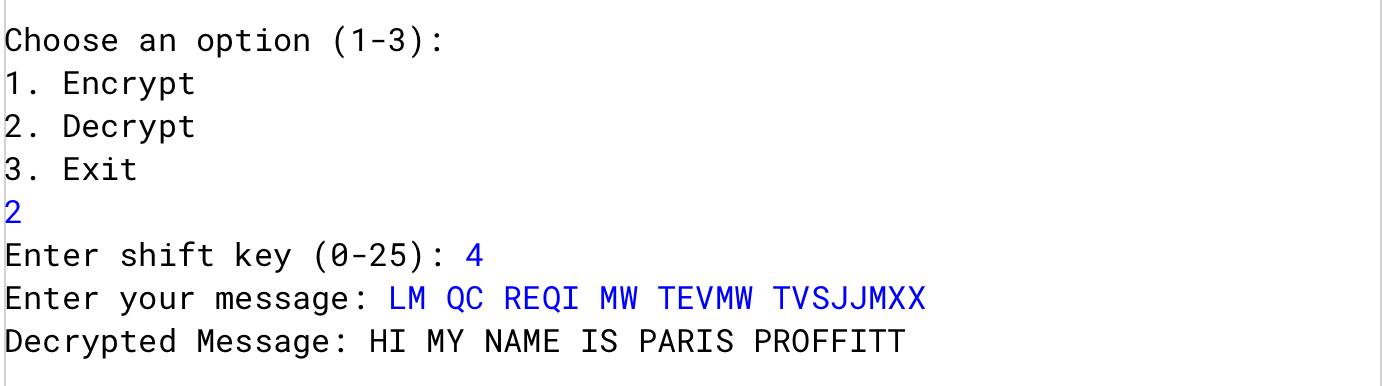 Choose an option (1-3):
1. Encrypt
2. Decrypt
3. Exit
2
Enter shift key (0-25): 4
Enter your message: LM QC REQI MW TEVMW TVSJJMXX
Decrypted Message: HI MY NAME IS PARIS PROFFITT